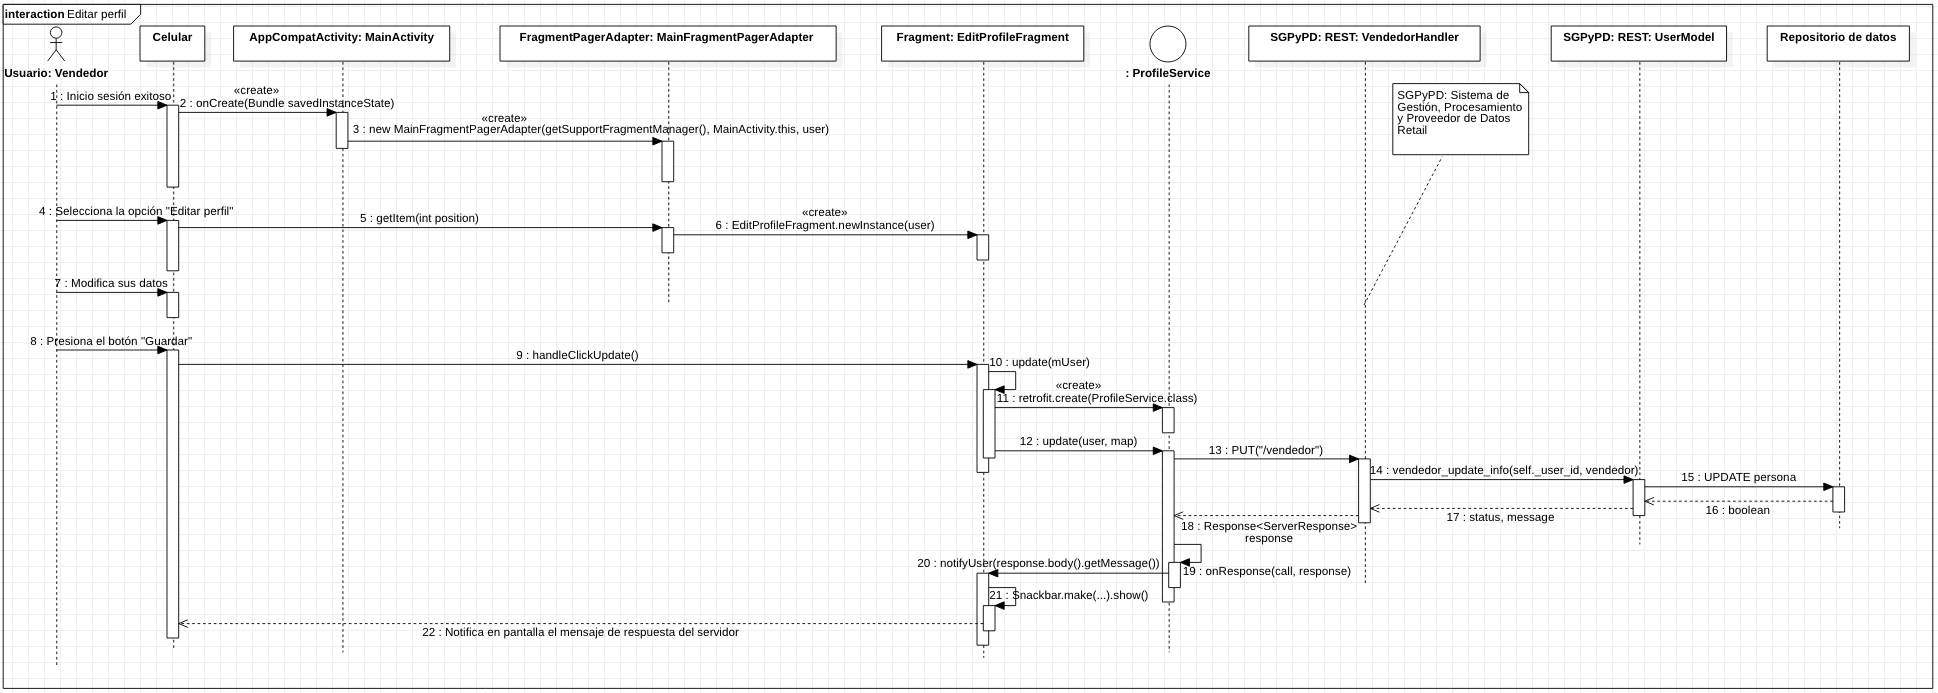 interaction Editar perfil
Celular
AppCompatActivity: MainActivity
FragmentPagerAdapter: MainFragmentPagerAdapter
Fragment: EditProfileFragment
SGPyPD: REST: VendedorHandler
SGPyPD: REST: UserModel
Repositorio de datos
Usuario: Vendedor
: ProfileService
SGPyPD: Sistema de
Gestión, Procesamiento
y Proveedor de Datos
Retail
1 : Inicio sesión exitoso
«create»
2 : onCreate(Bundle savedInstanceState)
«create»
3 : new MainFragmentPagerAdapter(getSupportFragmentManager(), MainActivity.this, user)
4 : Selecciona la opción "Editar perfil"
5 : getItem(int position)
«create»
6 : EditProfileFragment.newInstance(user)
7 : Modifica sus datos
8 : Presiona el botón "Guardar"
9 : handleClickUpdate()
10 : update(mUser)
«create»
11 : retrofit.create(ProfileService.class)
12 : update(user, map)
13 : PUT("/vendedor")
14 : vendedor_update_info(self._user_id, vendedor)
15 : UPDATE persona
16 : boolean
17 : status, message
18 : Response<ServerResponse>
response
19 : onResponse(call, response)
20 : notifyUser(response.body().getMessage())
21 : Snackbar.make(...).show()
22 : Notifica en pantalla el mensaje de respuesta del servidor